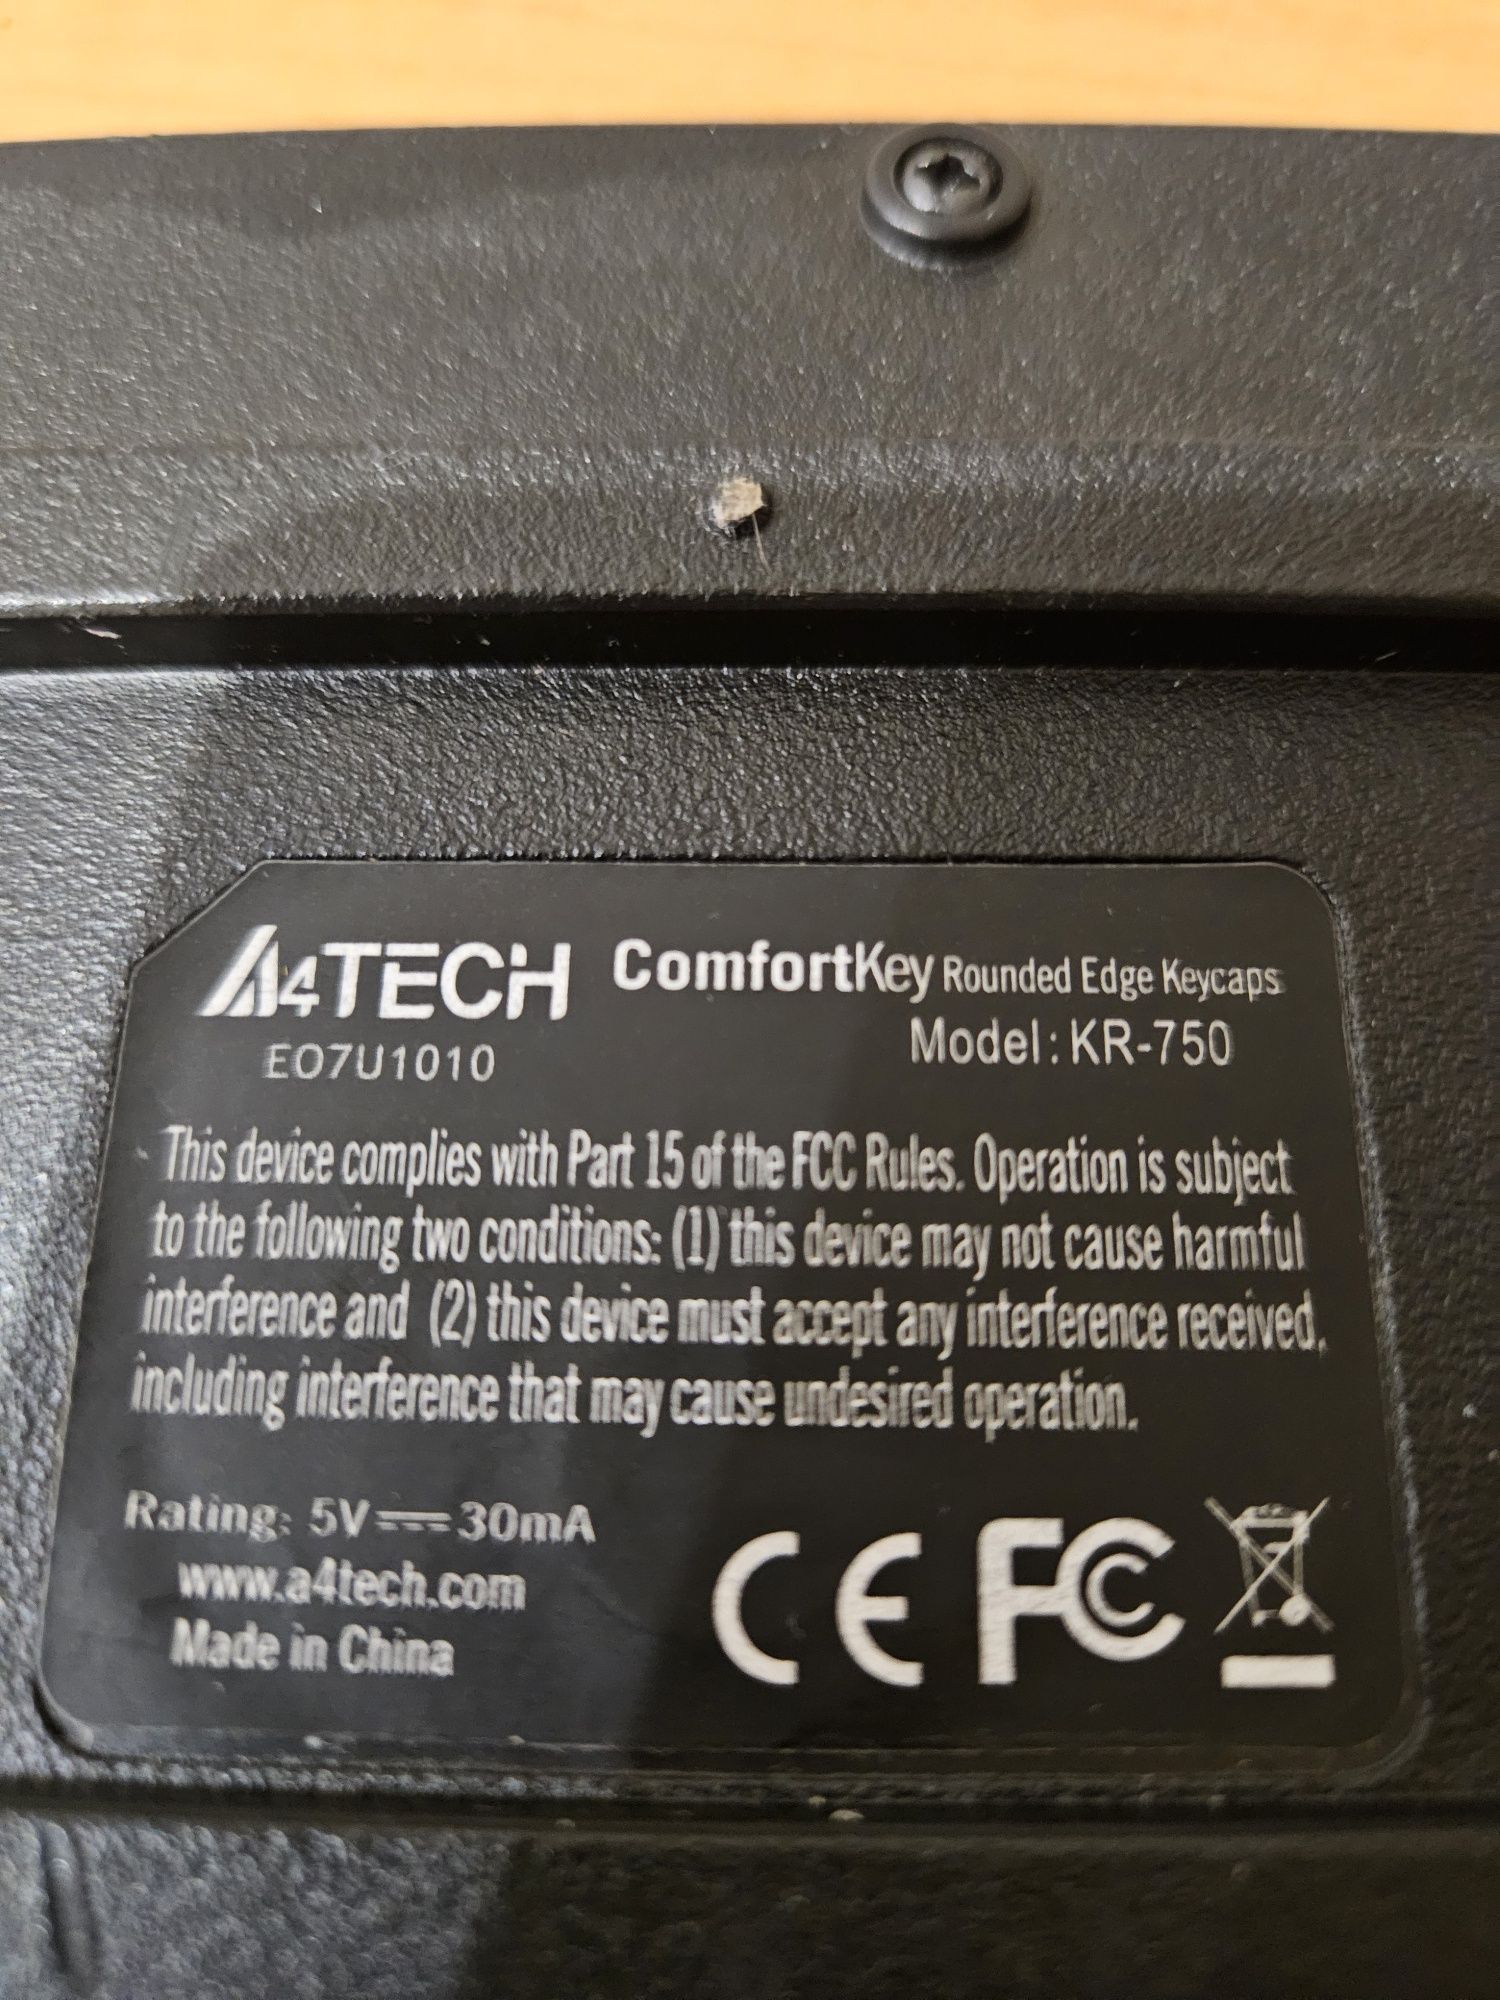 A4TECH ComfortKey Rounded Edge Keycaps
EO7U1010
Model: KR-750
This device complies with Part 15 of the FCC Rules. Operation is subject
to the following two conditions: (1) this device may not cause harmful
interference and (2) this device must accept any interference received,
including interference that may cause undesired operation.
Rating: 5V⎓30mA
www.a4tech.com
Made in China
CE FC